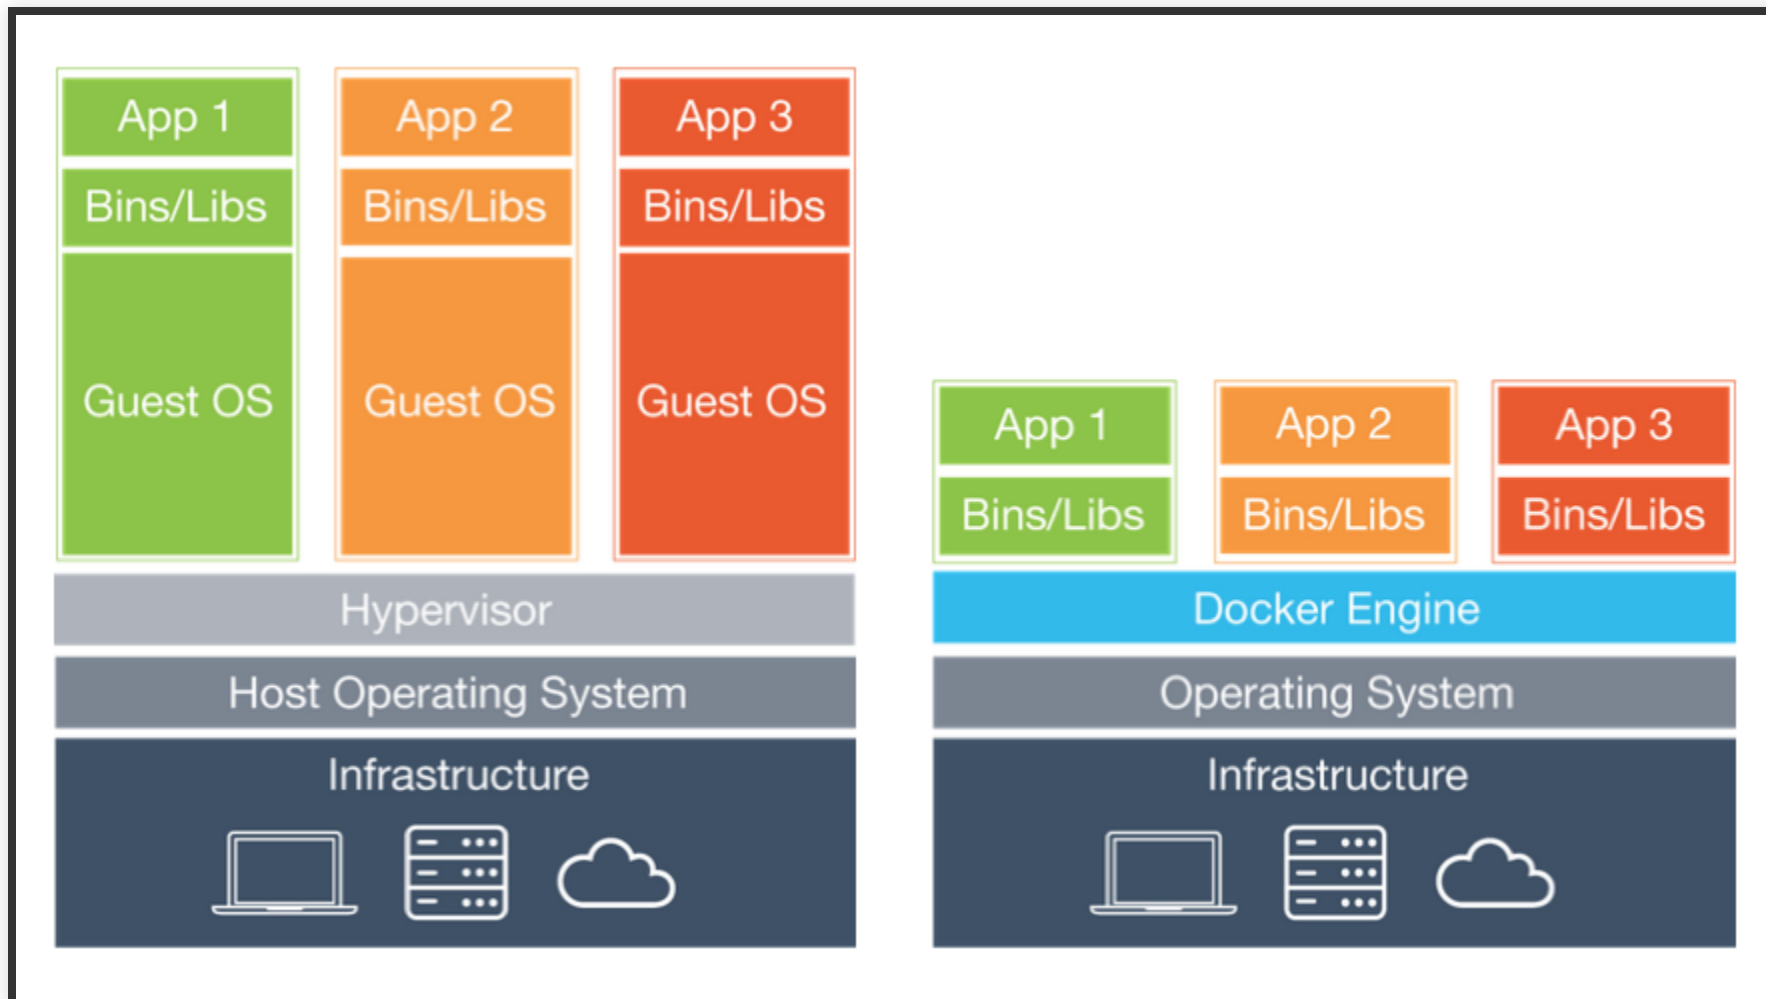 App 1
App 2
App 3
Bins/Libs
Bins/Libs
Bins/Libs
Guest OS
Guest OS
Guest OS
Hypervisor
Host Operating System
Infrastructure
App 1
App 2
App 3
Bins/Libs
Bins/Libs
Bins/Libs
Docker Engine
Operating System
Infrastructure